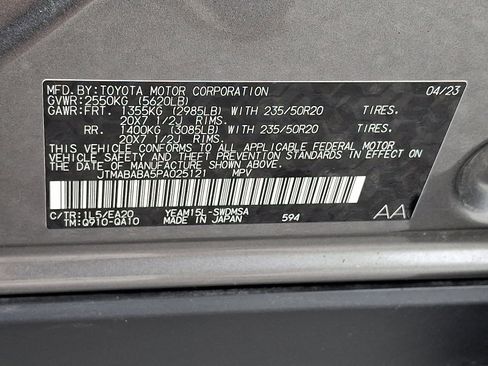 MFD. BY: TOYOTA MOTOR CORPORATION 04/23
GVWR: 2550KG (5620LB)
GAWR: FRT. 1355KG (2985LB) WITH 235/50R20 TIRES.
20X7 1/2J RIMS.
RR. 1400KG (3085LB) WITH 235/50R20 TIRES.
20X7 1/2J RIMS.
THIS VEHICLE CONFORMS TO ALL APPLICABLE FEDERAL MOTOR
VEHICLE SAFETY STANDARDS IN EFFECT ON THE
DATE OF MANUFACTURE SHOWN ABOVE.
JTMABABA5PA025121 MPV
C/TR: 1L5/EA20 YEAM15L-SWDMSA
TM: Q910-QA10 MADE IN JAPAN 594 AA